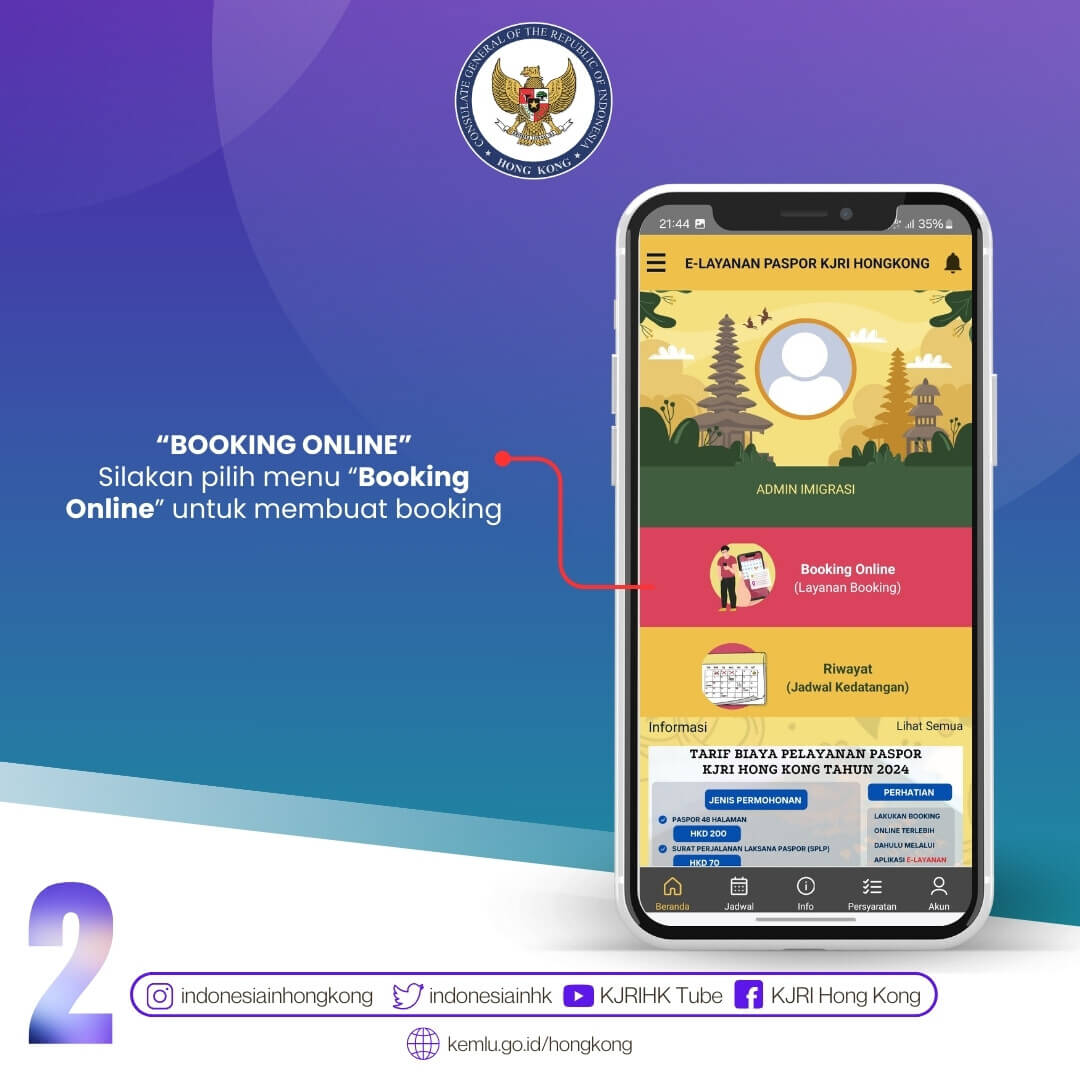 CONSULATE GENERAL OF THE REPUBLIC OF INDONESIA
★ HONG KONG ★
21:44
35%
E-LAYANAN PASPOR KJRI HONGKONG
ADMIN IMIGRASI
“BOOKING ONLINE”
Silakan pilih menu “Booking
Online” untuk membuat booking
Booking Online
(Layanan Booking)
Riwayat
(Jadwal Kedatangan)
Informasi
Lihat Semua
TARIF BIAYA PELAYANAN PASPOR
KJRI HONG KONG TAHUN 2024
JENIS PERMOHONAN
PASPOR 48 HALAMAN
HKD 200
SURAT PERJALANAN LAKSANA PASPOR (SPLP)
HKD 70
PERHATIAN
LAKUKAN BOOKING
ONLINE TERLEBIH
DAHULU MELALUI
APLIKASI E-LAYANAN
Beranda
Jadwal
Info
Persyaratan
Akun
2
indonesiainhongkong
indonesiainhk
KJRIHK Tube
KJRI Hong Kong
kemlu.go.id/hongkong